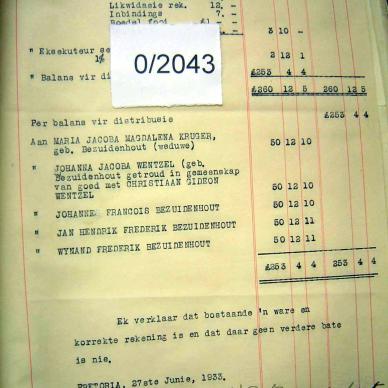 Likwidasie rek. 12. -
Inbindings 7. -
Boedel fooi £1 -
3 10 -
" Eksekuteur
1% 2 12 1
£253 4 4
" Balans vir £260 12 5 260 12 5
0/2043
Per balans vir distribusie £253 4 4
Aan MARIA JACOBA MAGDALENA KRUGER,
geb. Bezuidenhout (weduwe) 50 12 10
" JOHANNA JACOBA WENTZEL (geb.
Bezuidenhout getroud in gemeenskap
van goed met CHRISTIAAN GIDEON
WENTZEL 50 12 10
" JOHANNES FRANCOIS BEZUIDENHOUT 50 12 10
" JAN HENDRIK FREDERIK BEZUIDENHOUT 50 12 11
" WYNAND FREDERIK BEZUIDENHOUT 50 12 11
£253 4 4 253 4 4
Ek verklaar dat bostaande 'n ware en
korrekte rekening is en dat daar geen verdere bate
is nie.
PRETORIA, 27ste Junie, 1933.